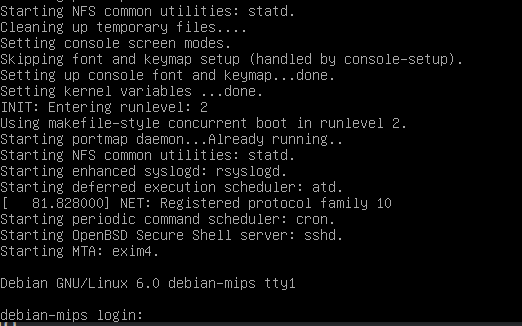 Starting NFS common utilities: statd.
Cleaning up temporary files....
Setting console screen modes.
Skipping font and keymap setup (handled by console-setup).
Setting up console font and keymap...done.
Setting kernel variables ...done.
INIT: Entering runlevel: 2
Using makefile-style concurrent boot in runlevel 2.
Starting portmap daemon...Already running..
Starting NFS common utilities: statd.
Starting enhanced syslogd: rsyslogd.
Starting deferred execution scheduler: atd.
[   81.828000] NET: Registered protocol family 10
Starting periodic command scheduler: cron.
Starting OpenBSD Secure Shell server: sshd.
Starting MTA: exim4.
Debian GNU/Linux 6.0 debian-mips tty1
debian-mips login: